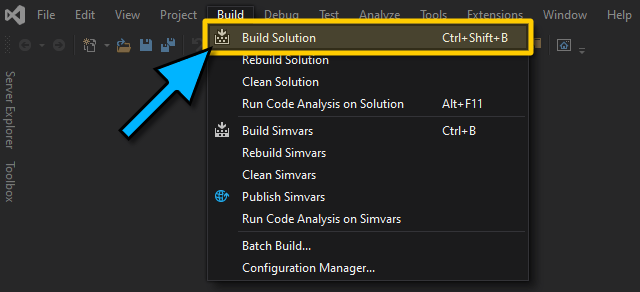 File Edit View Project Build Debug Test Analyze Tools Extensions Window Help
Build Solution Ctrl+Shift+B
Rebuild Solution
Clean Solution
Run Code Analysis on Solution Alt+F11
Build Simvars Ctrl+B
Rebuild Simvars
Clean Simvars
Publish Simvars
Run Code Analysis on Simvars
Batch Build...
Configuration Manager...
Server Explorer
Toolbox